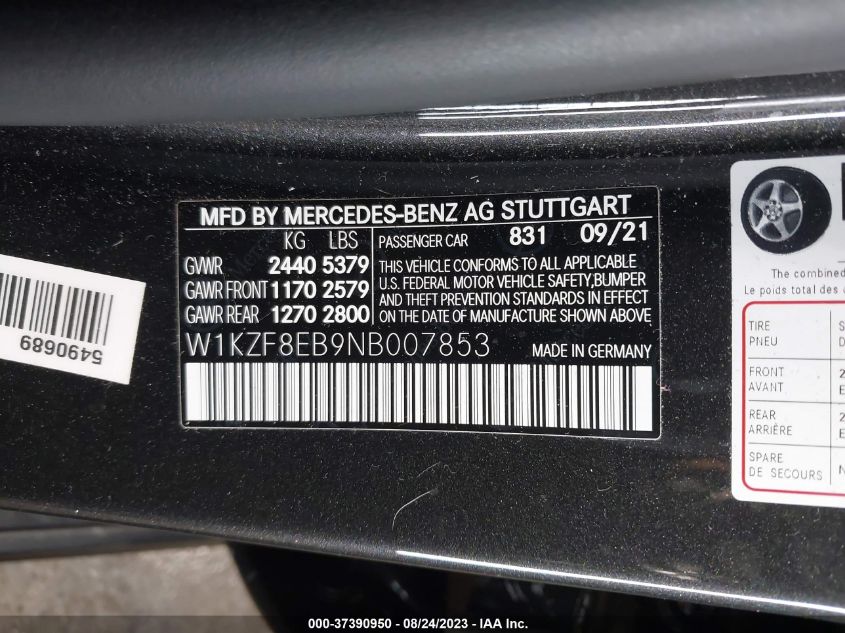 MFD BY MERCEDES-BENZ AG STUTTGART
KG LBS
GWR 2440 5379
GAWR FRONT 1170 2579
GAWR REAR 1270 2800
PASSENGER CAR 831 09/21
THIS VEHICLE CONFORMS TO ALL APPLICABLE
U.S. FEDERAL MOTOR VEHICLE SAFETY,BUMPER
AND THEFT PREVENTION STANDARDS IN EFFECT
ON THE DATE OF MANUFACTURE SHOWN ABOVE
W1KZF8EB9NB007853 MADE IN GERMANY
5490689
The combined
Le poids total des
TIRE
PNEU
FRONT
AVANT
REAR
ARRIÈRE
SPARE
DE SECOURS
000-37390950 / 08/24/2023 - IAA Inc.